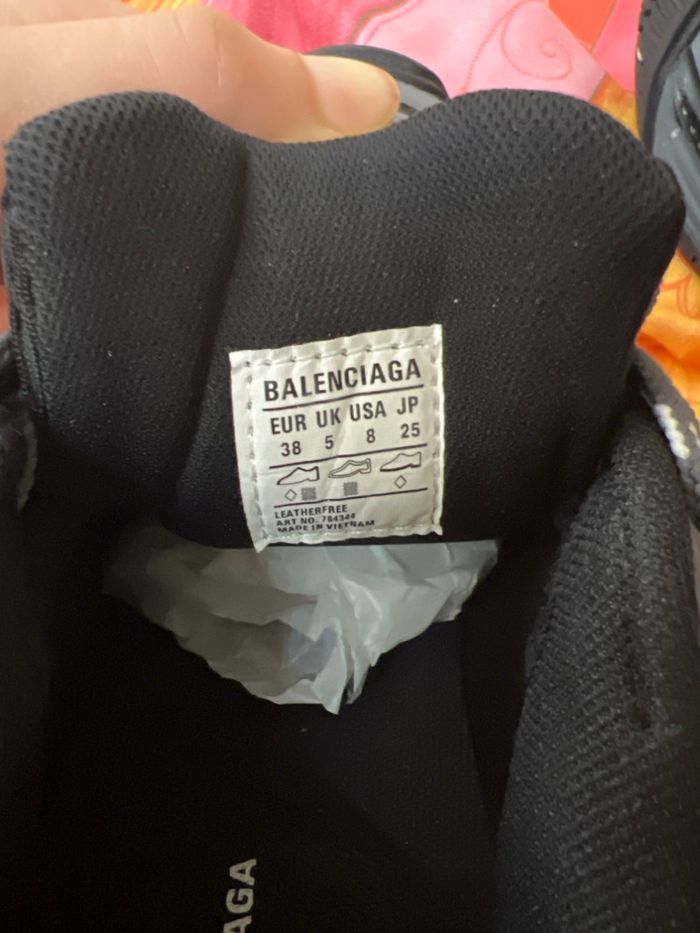 BALENCIAGA
EUR UK USA JP
38 5 8 25
LEATHERFREE
ART NO. 784344
MADE IN VIETNAM
AGA